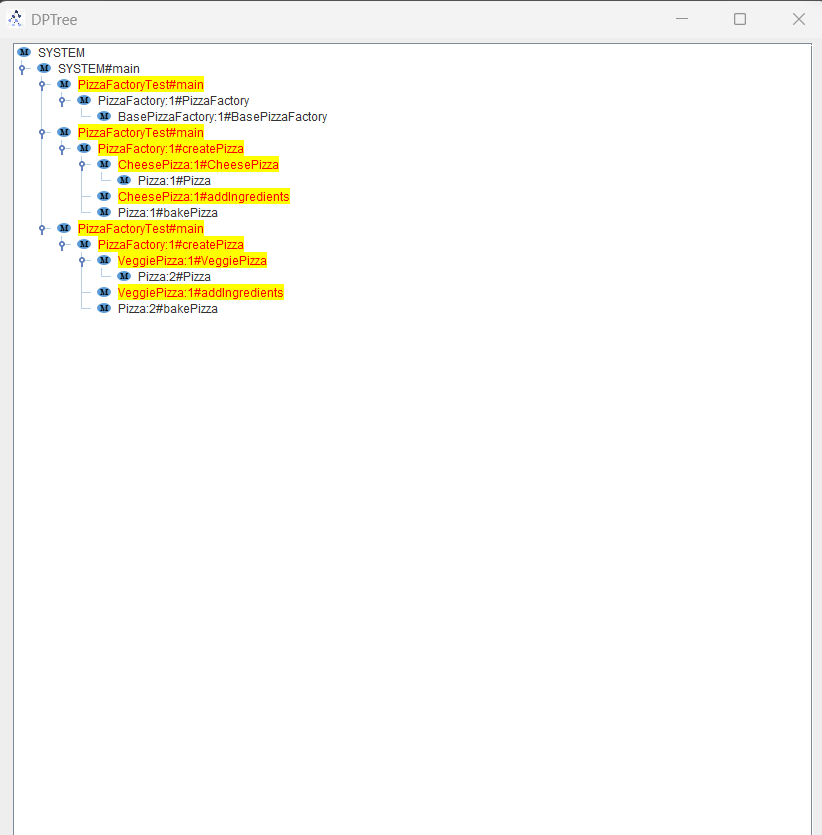 DPTree
SYSTEM
SYSTEM#main
PizzaFactoryTest#main
PizzaFactory:1#PizzaFactory
BasePizzaFactory:1#BasePizzaFactory
PizzaFactoryTest#main
PizzaFactory:1#createPizza
CheesePizza:1#CheesePizza
Pizza:1#Pizza
CheesePizza:1#addIngredients
Pizza:1#bakePizza
PizzaFactoryTest#main
PizzaFactory:1#createPizza
VeggiePizza:1#VeggiePizza
Pizza:2#Pizza
VeggiePizza:1#addIngredients
Pizza:2#bakePizza